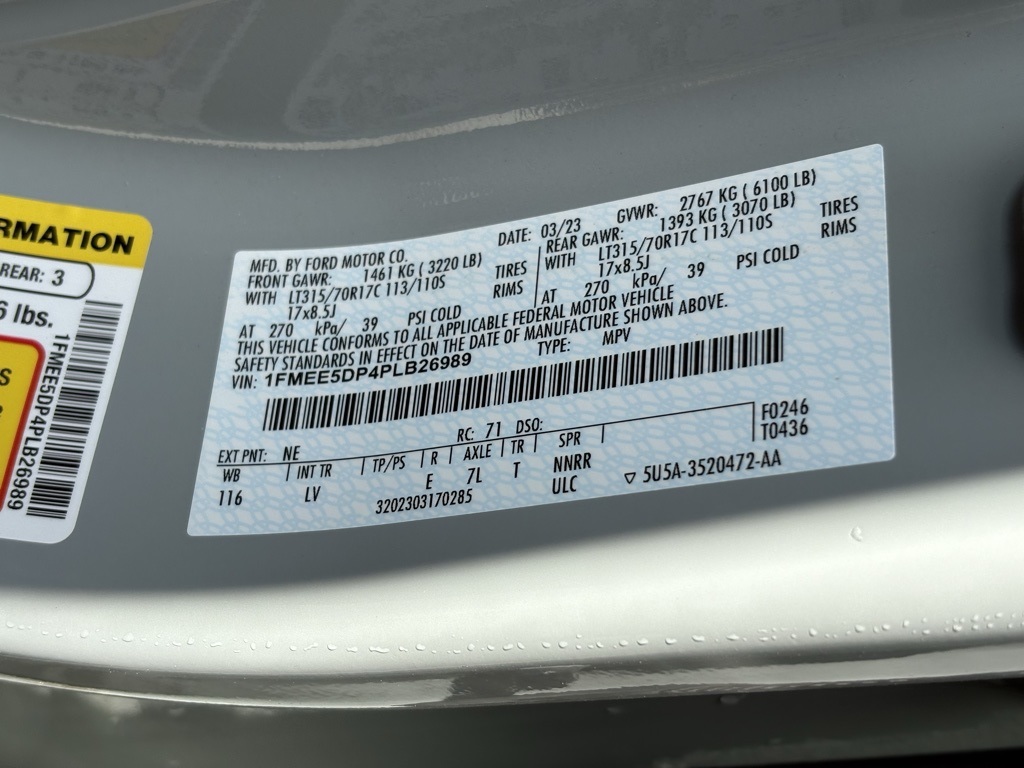 RMATION
REAR: 3
6 lbs.
S
1FMEE5DP4PLB26989
MFD. BY FORD MOTOR CO.
DATE: 03/23
GVWR: 2767 KG ( 6100 LB)
FRONT GAWR: 1461 KG ( 3220 LB)
REAR GAWR: 1393 KG ( 3070 LB)
WITH LT315/70R17C 113/110S TIRES
WITH LT315/70R17C 113/110S TIRES
17x8.5J RIMS
17x8.5J RIMS
AT 270 kPa/ 39 PSI COLD
AT 270 kPa/ 39 PSI COLD
THIS VEHICLE CONFORMS TO ALL APPLICABLE FEDERAL MOTOR VEHICLE
SAFETY STANDARDS IN EFFECT ON THE DATE OF MANUFACTURE SHOWN ABOVE.
VIN: 1FMEE5DP4PLB26989
TYPE: MPV
EXT PNT: NE
RC: 71 DSO:
F0246
T0436
WB INT TR TP/PS R AXLE TR SPR
116 LV E 7L T NNRR
ULC
3202303170285
5U5A-3520472-AA